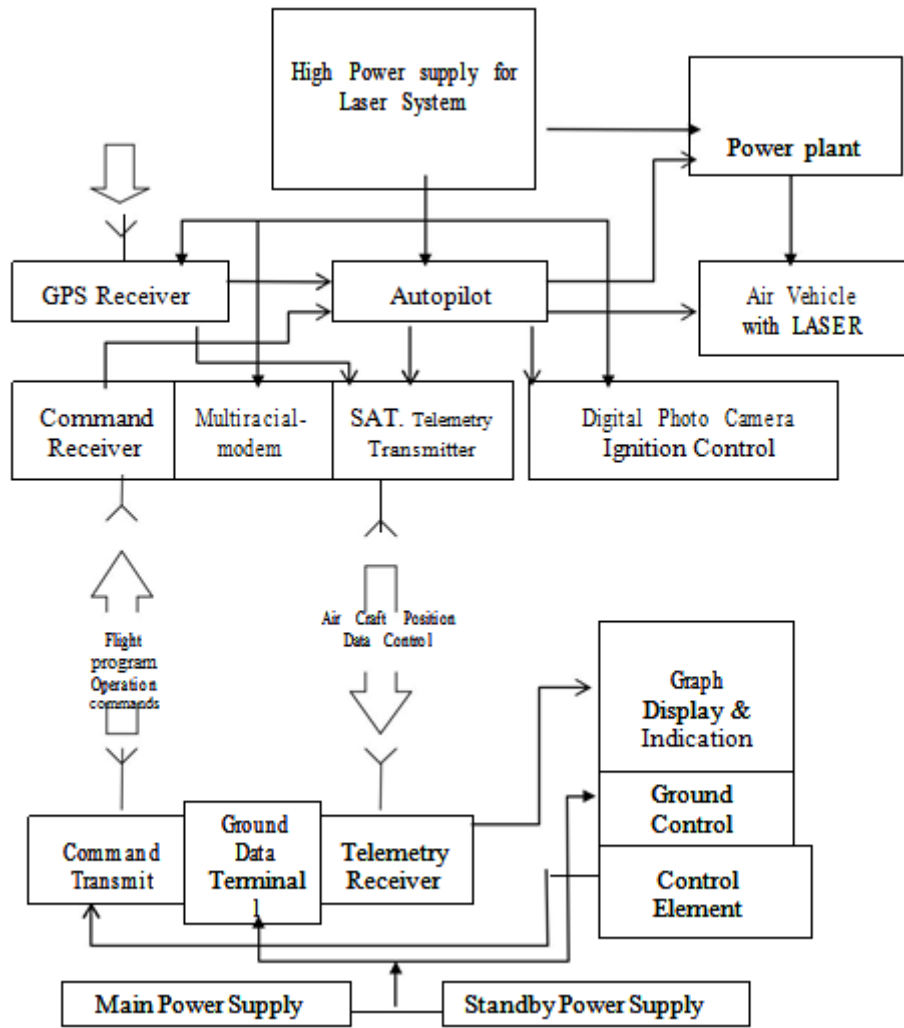 High Power supply for
Laser System
Power plant
GPS Receiver
Autopilot
Air Vehicle
with LASER
Command
Receiver
Multiracial-
modem
SAT. Telemetry
Transmitter
Digital Photo Camera
Ignition Control
Flight
program
Operation
commands
Air Craft Position
Data Control
Graph
Display &
Indication
Ground
Control
Control
Element
Command
Transmit
Ground
Data
Terminal
l
Telemetry
Receiver
Main Power Supply
Standby Power Supply